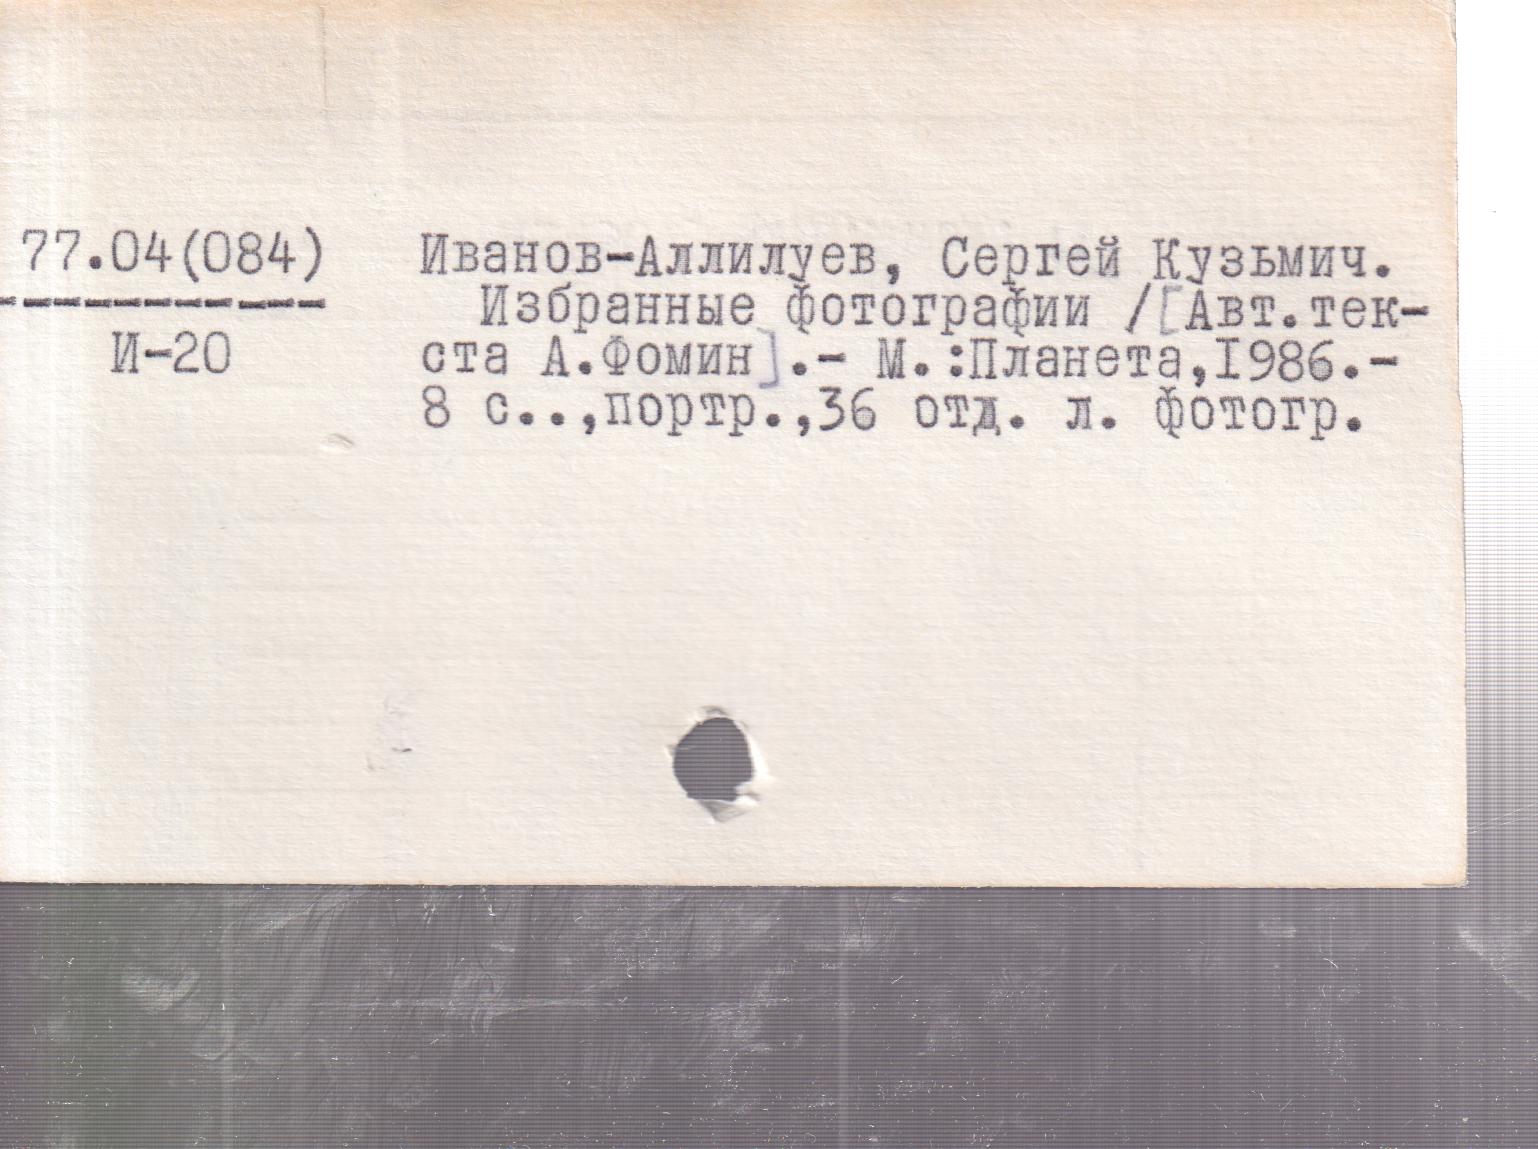 77.04(084)
И-20
Иванов-Аллилуев, Сергей Кузьмич.
Избранные фотографии /[Авт.тек-
ста А.Фомин].- М.:Планета,1986.-
8 с..,портр.,36 отд. л. фотогр.